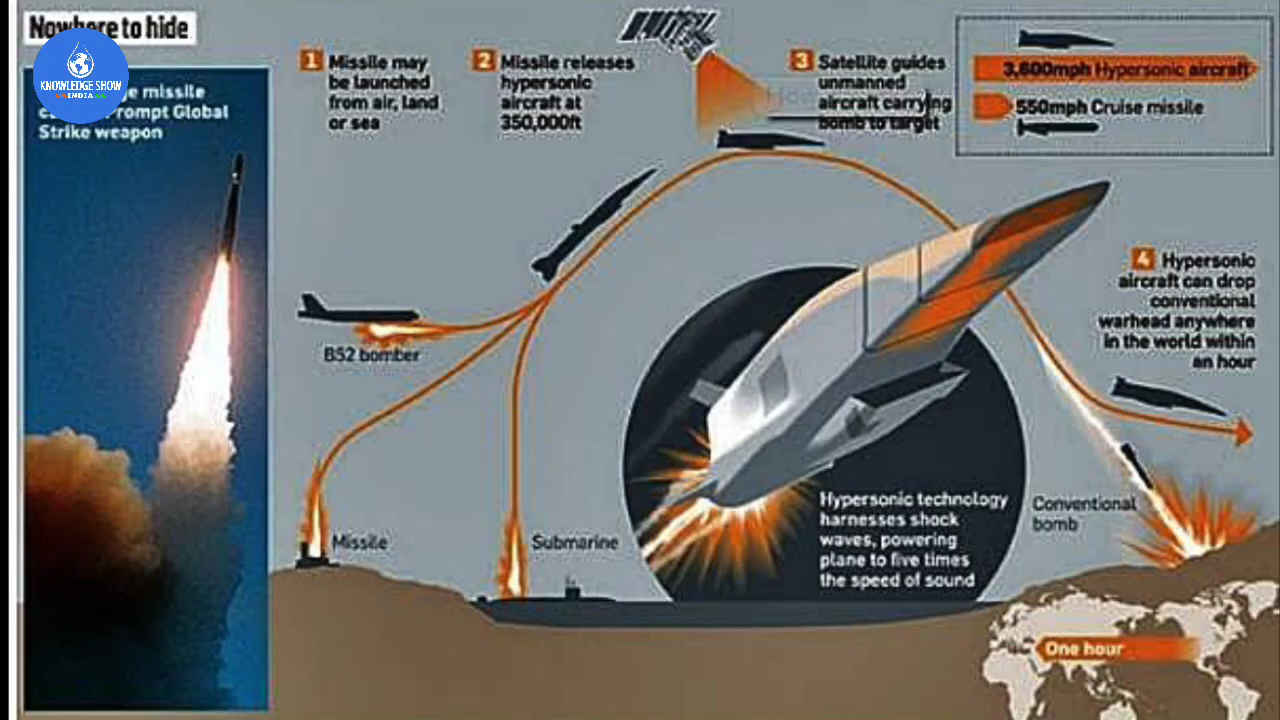 Nowhere to hide
KNOWLEDGE SHOW
INDIA
missile
Prompt Global
Strike weapon
1 Missile may
be launched
from air, land
or sea
2 Missile releases
hypersonic
aircraft at
350,000ft
3 Satellite guides
unmanned
aircraft carrying
bomb to target
3,600mph Hypersonic aircraft
550mph Cruise missile
4 Hypersonic
aircraft can drop
conventional
warhead anywhere
in the world within
an hour
B52 bomber
Missile
Submarine
Hypersonic technology
harnesses shock
waves, powering
plane to five times
the speed of sound
Conventional
bomb
One hour